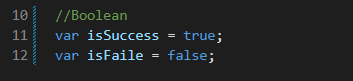 10 //Boolean
11 var isSuccess = true;
12 var isFaile = false;